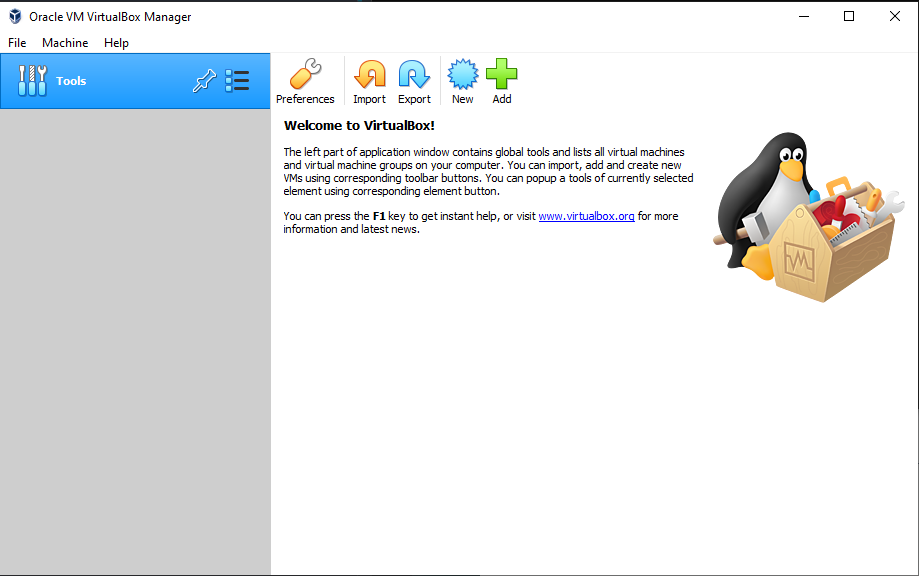 Oracle VM VirtualBox Manager
File Machine Help
Tools
Preferences Import Export New Add
Welcome to VirtualBox!
The left part of application window contains global tools and lists all virtual machines
and virtual machine groups on your computer. You can import, add and create new
VMs using corresponding toolbar buttons. You can popup a tools of currently selected
element using corresponding element button.
You can press the F1 key to get instant help, or visit www.virtualbox.org for more
information and latest news.